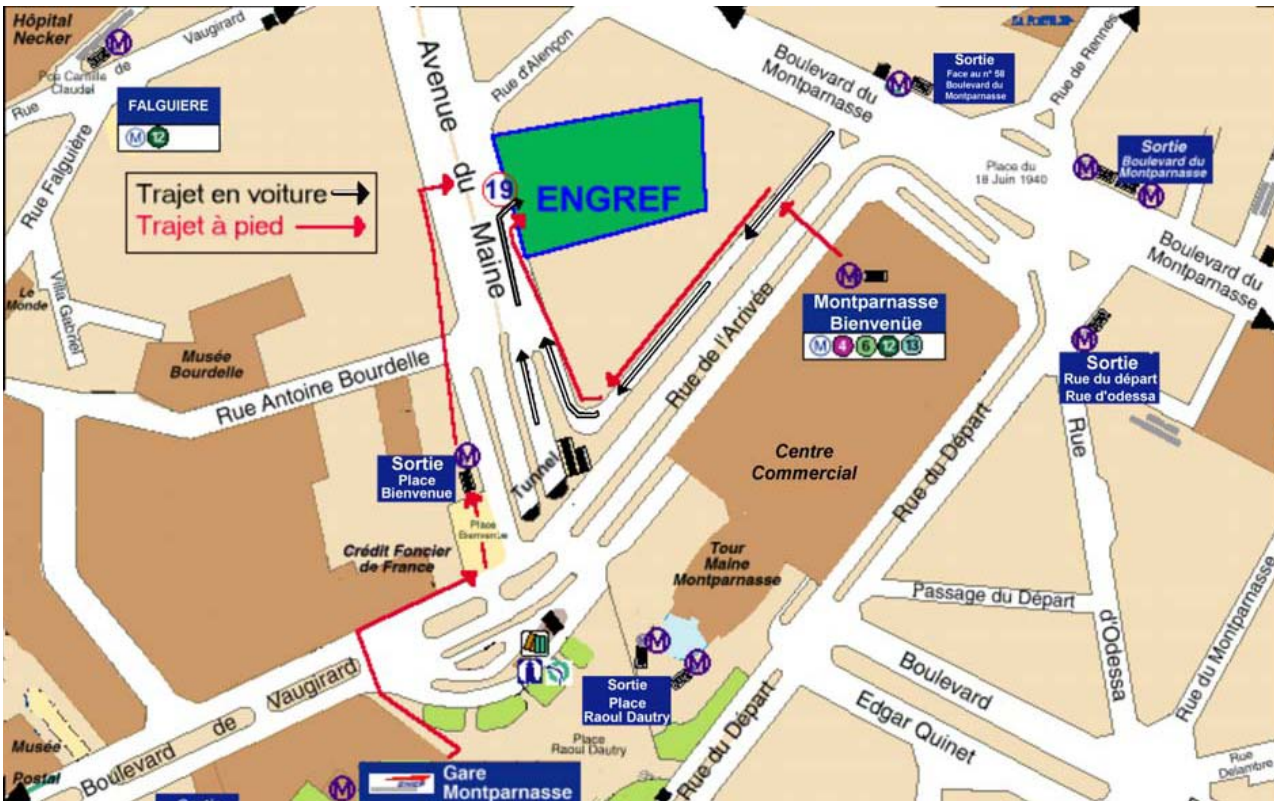 Hôpital
Necker
Vaugirard
de
Rue
Pce Camille
Claudel
FALGUIERE
M 12
Rue Falguière
Trajet en voiture
Trajet à pied
Avenue du Maine
Rue d'Alençon
19
ENGREF
Boulevard du
Montparnasse
Sortie
Face au n° 58
Boulevard du
Montparnasse
Rue de Rennes
Place du
18 Juin 1940
Sortie
Boulevard du
Montparnasse
Boulevard du
Montparnasse
Le
Monde
Villa Gabriel
Musée
Bourdelle
Rue Antoine Bourdelle
Montparnasse
Bienvenüe
M 4 6 12 13
Rue de l'Arrivée
Sortie
Rue du départ
Rue d'odessa
Sortie
Place
Bienvenue
Tunnel
Place
Bienvenüe
Centre
Commercial
Rue du Départ
Rue
d'Odessa
Crédit Foncier
de France
Tour
Maine
Montparnasse
Passage du Départ
Boulevard
Edgar Quinet
Rue du Montparnasse
Rue
Delambre
Boulevard de Vaugirard
Sortie
Place
Raoul Dautry
Place
Raoul Dautry
Rue du Départ
Musée
Postal
Gare
Montparnasse